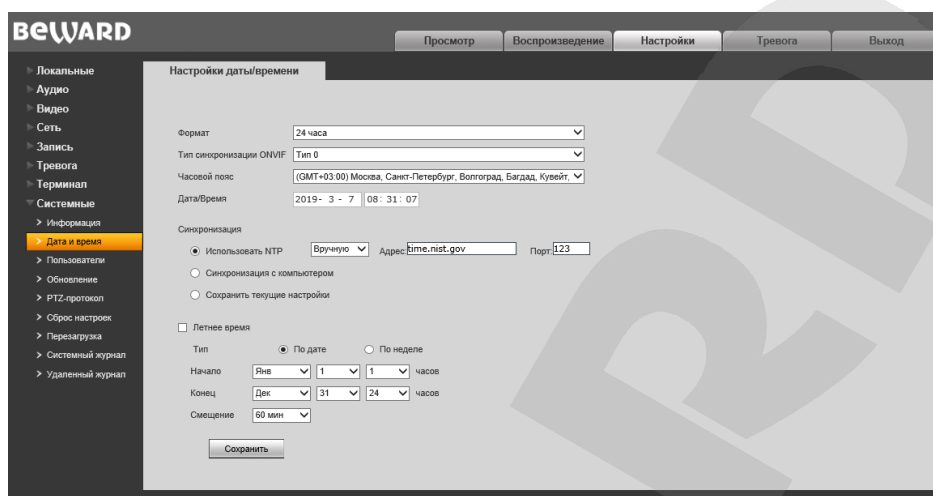 BEWARD
Просмотр Воспроизведение Настройки Тревога Выход
Локальные
Аудио
Видео
Сеть
Запись
Тревога
Терминал
Системные
Информация
Дата и время
Пользователи
Обновление
PTZ-протокол
Сброс настроек
Перезагрузка
Системный журнал
Удаленный журнал
Настройки даты/времени
Формат 24 часа
Тип синхронизации ONVIF Тип 0
Часовой пояс (GMT+03:00) Москва, Санкт-Петербург, Волгоград, Багдад, Кувейт,
Дата/Время 2019- 3 - 7 08: 31: 07
Синхронизация
Использовать NTP Вручную Адрес: time.nist.gov Порт: 123
Синхронизация с компьютером
Сохранить текущие настройки
Летнее время
Тип По дате По неделе
Начало Янв 1 1 часов
Конец Дек 31 24 часов
Смещение 60 мин
Сохранить